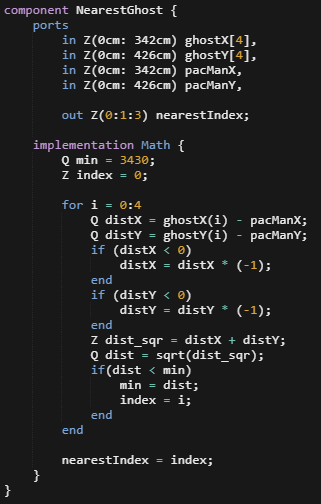 component NearestGhost {
    ports
        in Z(0cm: 342cm) ghostX[4],
        in Z(0cm: 426cm) ghostY[4],
        in Z(0cm: 342cm) pacManX,
        in Z(0cm: 426cm) pacManY,

        out Z(0:1:3) nearestIndex;

    implementation Math {
        Q min = 3430;
        Z index = 0;

        for i = 0:4
            Q distX = ghostX(i) - pacManX;
            Q distY = ghostY(i) - pacManY;
            if (distX < 0)
                distX = distX * (-1);
            end
            if (distY < 0)
                distY = distY * (-1);
            end
            Z dist_sqr = distX + distY;
            Q dist = sqrt(dist_sqr);
            if(dist < min)
                min = dist;
                index = i;
            end
        end

        nearestIndex = index;
    }
}